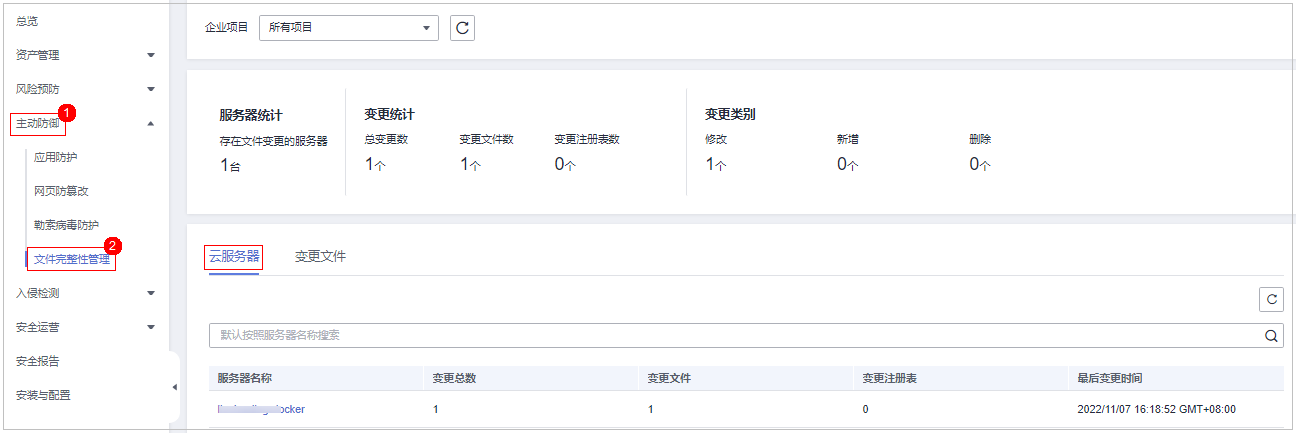 总览
资产管理
风险预防
主动防御 1
应用防护
网页防篡改
勒索病毒防护
文件完整性管理 2
入侵检测
安全运营
安全报告
安装与配置
企业项目 所有项目
服务器统计 变更统计 变更类别
存在文件变更的服务器 总变更数 变更文件数 变更注册表数 修改 新增 删除
1台 1个 1个 0个 1个 0个 0个
云服务器 变更文件
默认按照服务器名称搜索
服务器名称 变更总数 变更文件 变更注册表 最后变更时间
1 1 0 2022/11/07 16:18:52 GMT+08:00